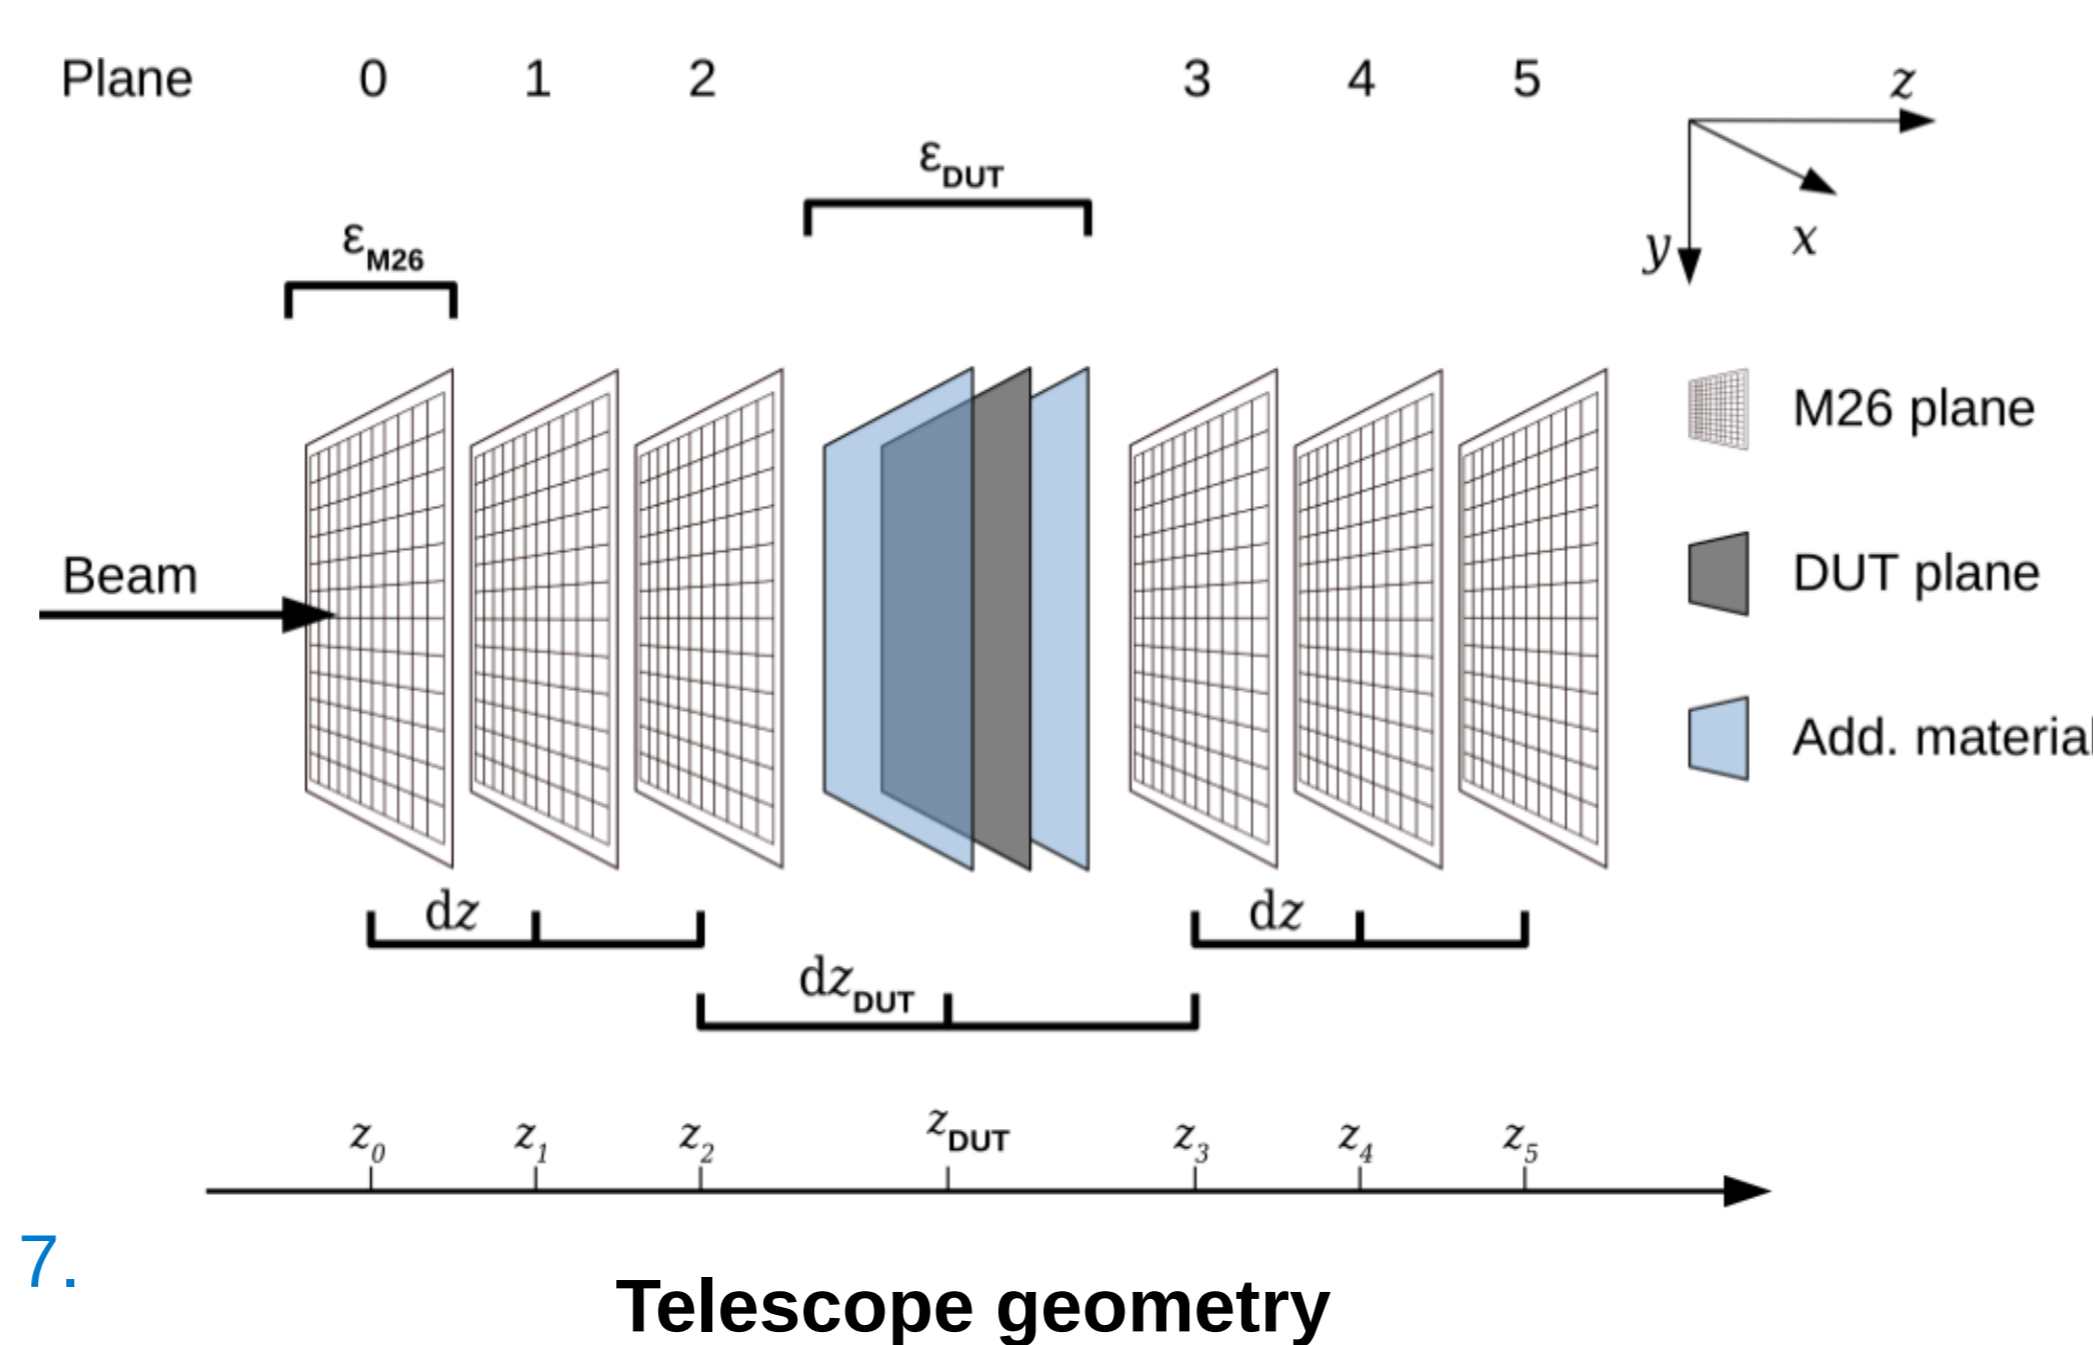 Plane 0 1 2 3 4 5
z
x
y
εDUT
εM26
M26 plane
Beam
DUT plane
Add. material
dz dz
dzDUT
z0 z1 z2 zDUT z3 z4 z5
7.
Telescope geometry